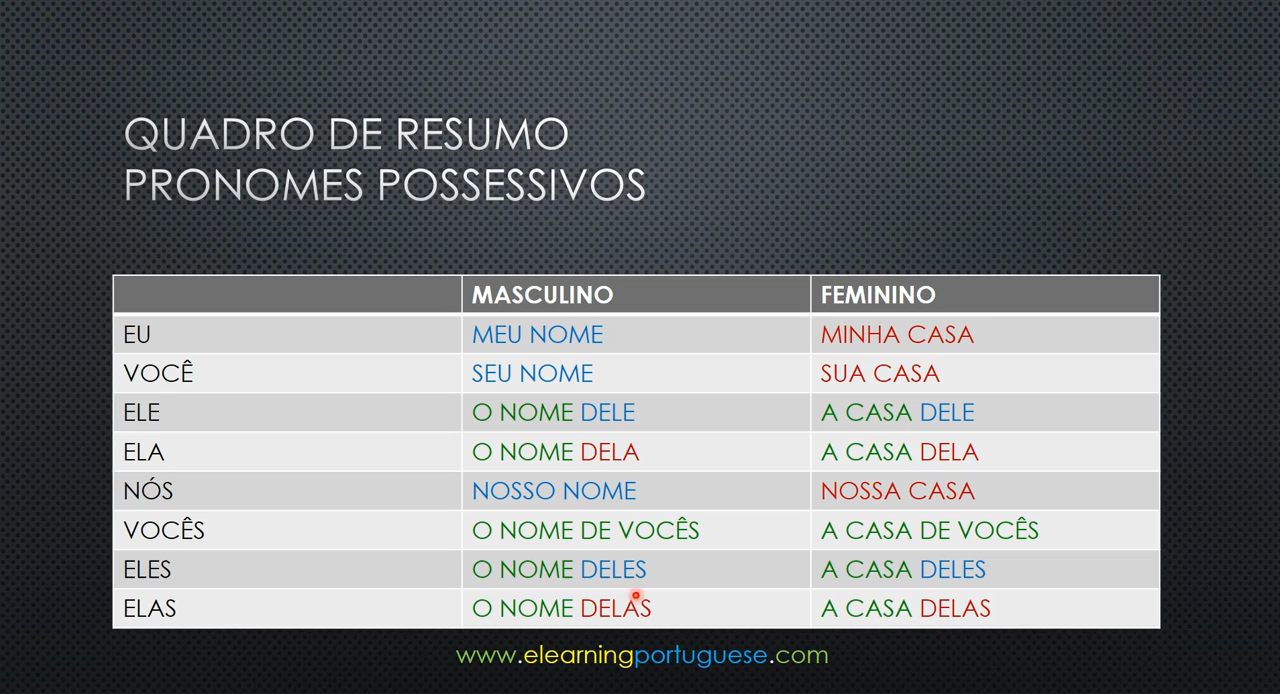 QUADRO DE RESUMO
PRONOMES POSSESSIVOS
MASCULINO FEMININO
EU MEU NOME MINHA CASA
VOCÊ SEU NOME SUA CASA
ELE O NOME DELE A CASA DELE
ELA O NOME DELA A CASA DELA
NÓS NOSSO NOME NOSSA CASA
VOCÊS O NOME DE VOCÊS A CASA DE VOCÊS
ELES O NOME DELES A CASA DELES
ELAS O NOME DELAS A CASA DELAS
www.elearningportuguese.com